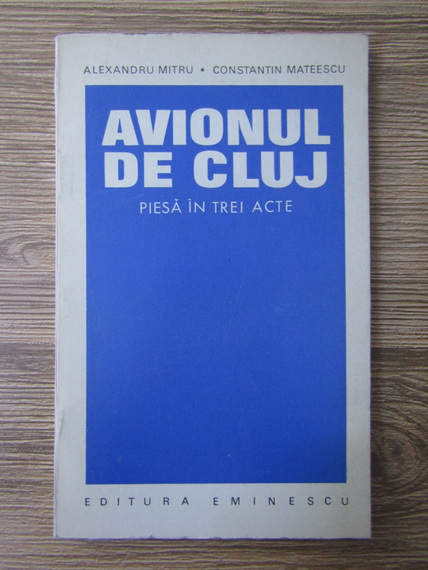 ALEXANDRU MITRU • CONSTANTIN MATEESCU
AVIONUL
DE CLUJ
PIESĂ ÎN TREI ACTE
EDITURA EMINESCU